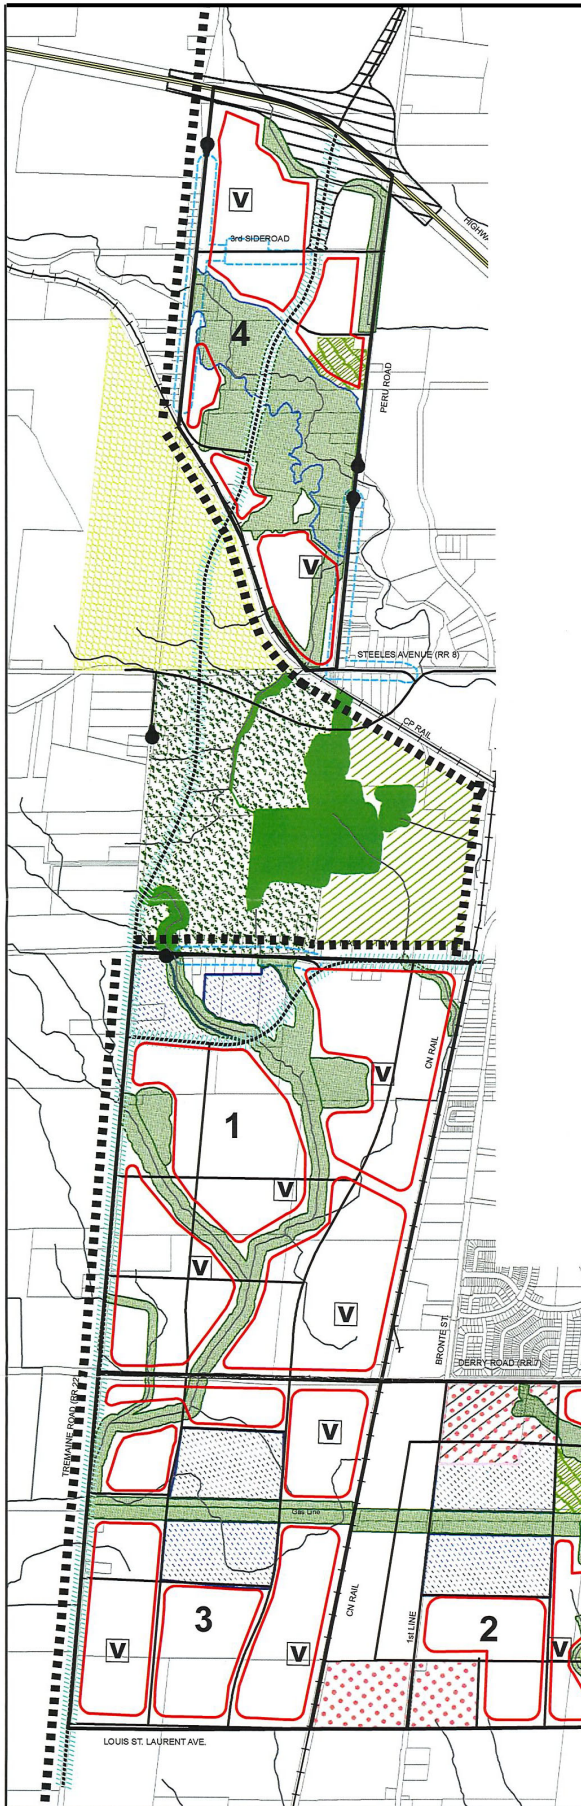 HIGHWA
V
3rd SIDEROAD
4
PERU ROAD
V
STEELES AVENUE (RR 8)
CP RAIL
CN RAIL
V
1
V
V
V
BRONTE ST.
DERRY ROAD (RR 7)
TREMAINE ROAD (RR 22)
V
Gas Line
CN RAIL
1st LINE
3
2
V
V
V
LOUIS ST. LAURENT AVE.